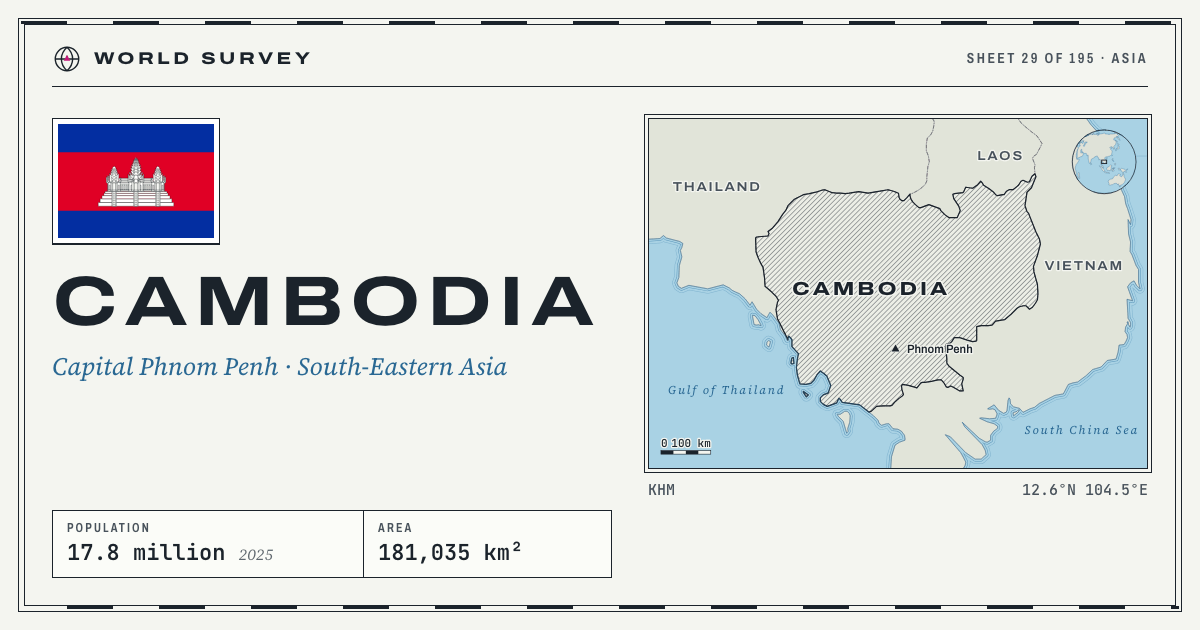 WORLD SURVEY
SHEET 29 OF 195 · ASIA
CAMBODIA
Capital Phnom Penh · South-Eastern Asia
POPULATION
17.8 million 2025
AREA
181,035 km²
LAOS
THAILAND
VIETNAM
CAMBODIA
Phnom Penh
Gulf of Thailand
South China Sea
0 100 km
KHM
12.6°N 104.5°E